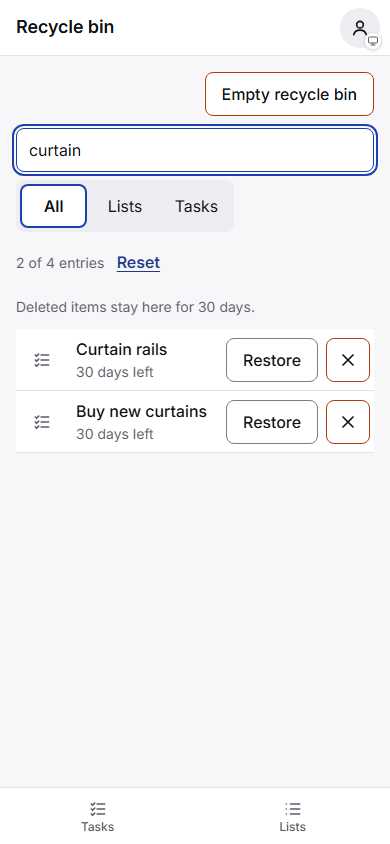 Recycle bin
Empty recycle bin
curtain
All Lists Tasks
2 of 4 entries Reset
Deleted items stay here for 30 days.
Curtain rails
30 days left
Restore
Buy new curtains
30 days left
Restore
Tasks Lists